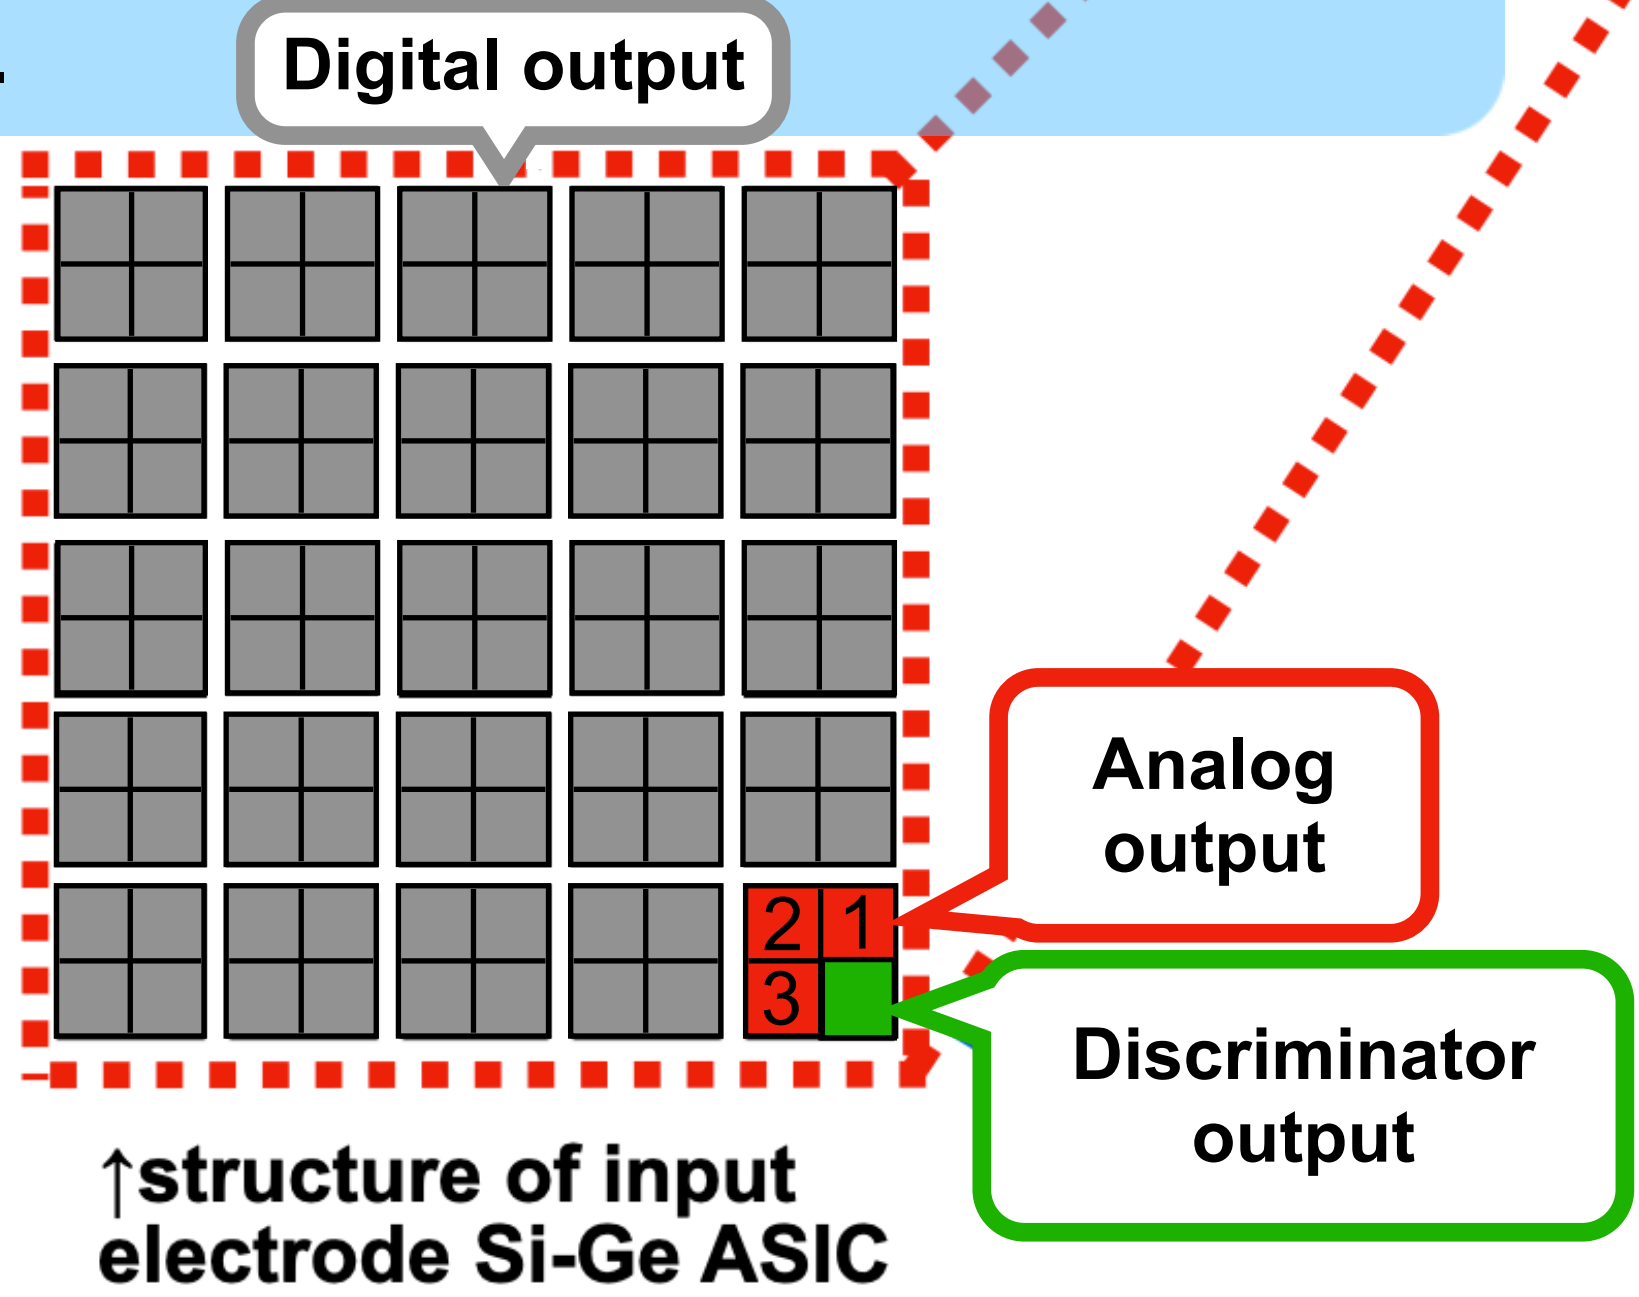 Digital output
2 1
3
Analog
output
Discriminator
output
↑structure of input
electrode Si-Ge ASIC